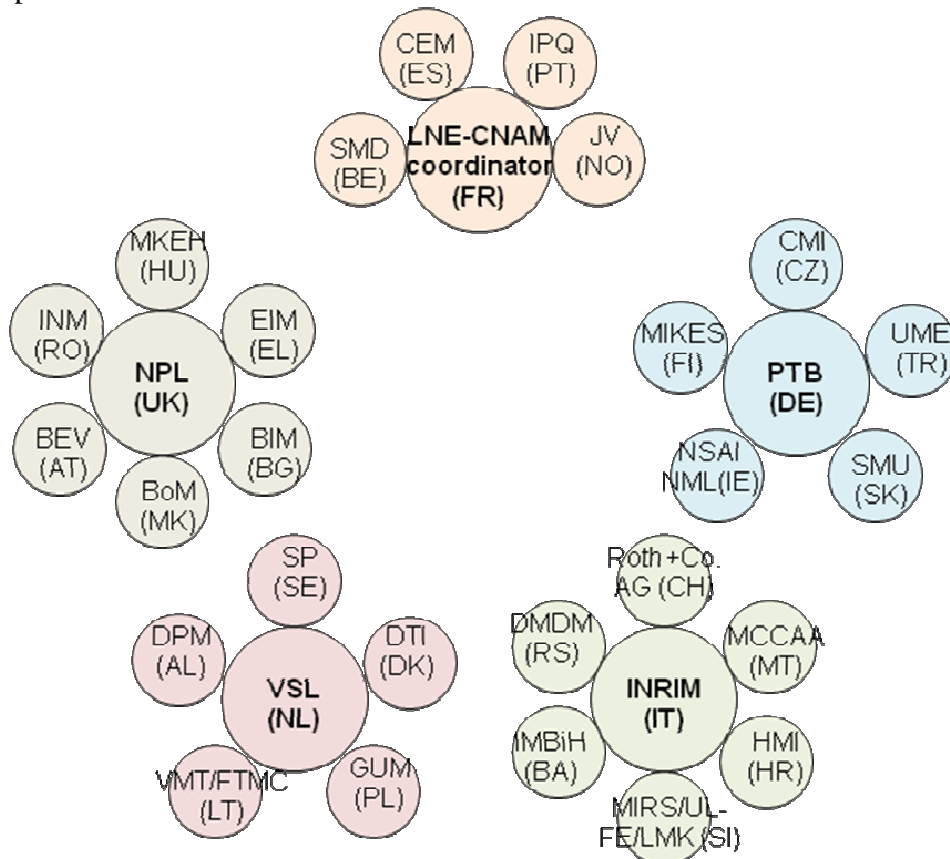 CEM
(ES)
IPQ
(PT)
SMD
(BE)
LNE-CNAM
coordinator
(FR)
JV
(NO)
MKEH
(HU)
INM
(RO)
EIM
(EL)
NPL
(UK)
BEV
(AT)
BIM
(BG)
BoM
(MK)
CMI
(CZ)
MIKES
(FI)
UME
(TR)
PTB
(DE)
NSAI
NML(IE)
SMU
(SK)
SP
(SE)
DPM
(AL)
DTI
(DK)
VSL
(NL)
VMT/FTMC
(LT)
GUM
(PL)
Roth+Co.
AG (CH)
DMDM
(RS)
MCCAA
(MT)
INRIM
(IT)
IMBiH
(BA)
HMI
(HR)
MIRS/UL-
FE/LMK (SI)